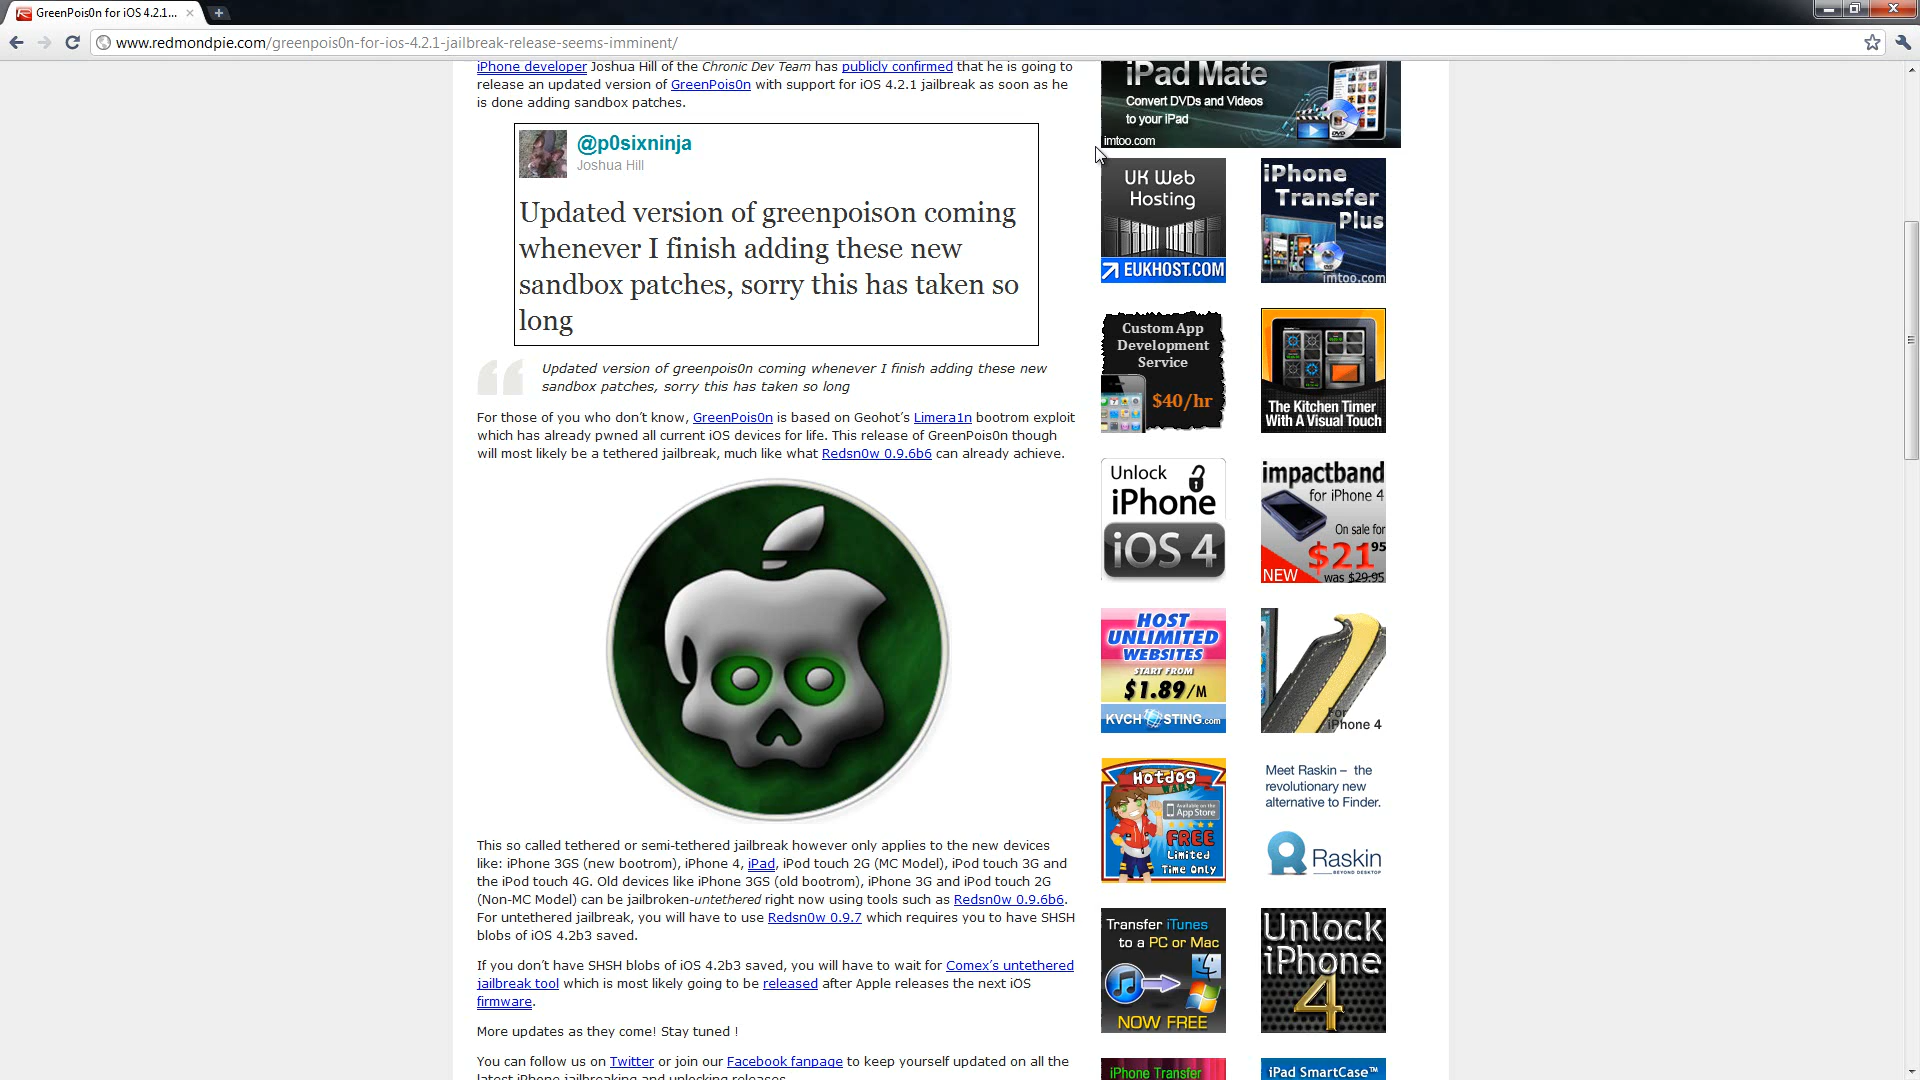 GreenPois0n for iOS 4.2.1...
www.redmondpie.com/greenpois0n-for-ios-4.2.1-jailbreak-release-seems-imminent/
iPhone developer Joshua Hill of the Chronic Dev Team has publicly confirmed that he is going to
release an updated version of GreenPois0n with support for iOS 4.2.1 jailbreak as soon as he
is done adding sandbox patches.
@p0sixninja
Joshua Hill
Updated version of greenpois0n coming
whenever I finish adding these new
sandbox patches, sorry this has taken so
long
Updated version of greenpois0n coming whenever I finish adding these new
sandbox patches, sorry this has taken so long
For those of you who don't know, GreenPois0n is based on Geohot's Limera1n bootrom exploit
which has already pwned all current iOS devices for life. This release of GreenPois0n though
will most likely be a tethered jailbreak, much like what Redsn0w 0.9.6b6 can already achieve.
This so called tethered or semi-tethered jailbreak however only applies to the new devices
like: iPhone 3GS (new bootrom), iPhone 4, iPad, iPod touch 2G (MC Model), iPod touch 3G and
the iPod touch 4G. Old devices like iPhone 3GS (old bootrom), iPhone 3G and iPod touch 2G
(Non-MC Model) can be jailbroken-untethered right now using tools such as Redsn0w 0.9.6b6.
For untethered jailbreak, you will have to use Redsn0w 0.9.7 which requires you to have SHSH
blobs of iOS 4.2b3 saved.
If you don't have SHSH blobs of iOS 4.2b3 saved, you will have to wait for Comex's untethered
jailbreak tool which is most likely going to be released after Apple releases the next iOS
firmware.
More updates as they come! Stay tuned !
You can follow us on Twitter or join our Facebook fanpage to keep yourself updated on all the
latest iPhone jailbreaking and unlocking releases.
iPad Mate
Convert DVDs and Videos
to your iPad
imtoo.com
UK Web
Hosting
EUKHOST.COM
iPhone
Transfer
Plus
imtoo.com
Custom App
Development
Service
$40/hr
The Kitchen Timer
With A Visual Touch
Unlock
iPhone
iOS 4
impactband
for iPhone 4
On sale for
$21.95
NEW was $29.95
HOST
UNLIMITED
WEBSITES
START FROM
$1.89/M
KVCHOSTING.com
For
iPhone 4
Hotdog
WARS
Available on the
App Store
FREE
Limited
Time Only
Meet Raskin – the
revolutionary new
alternative to Finder.
Raskin
BEYOND DESKTOP
Transfer iTunes
to a PC or Mac
NOW FREE
Unlock
iPhone
4
iPhone Transfer
iPad SmartCase™